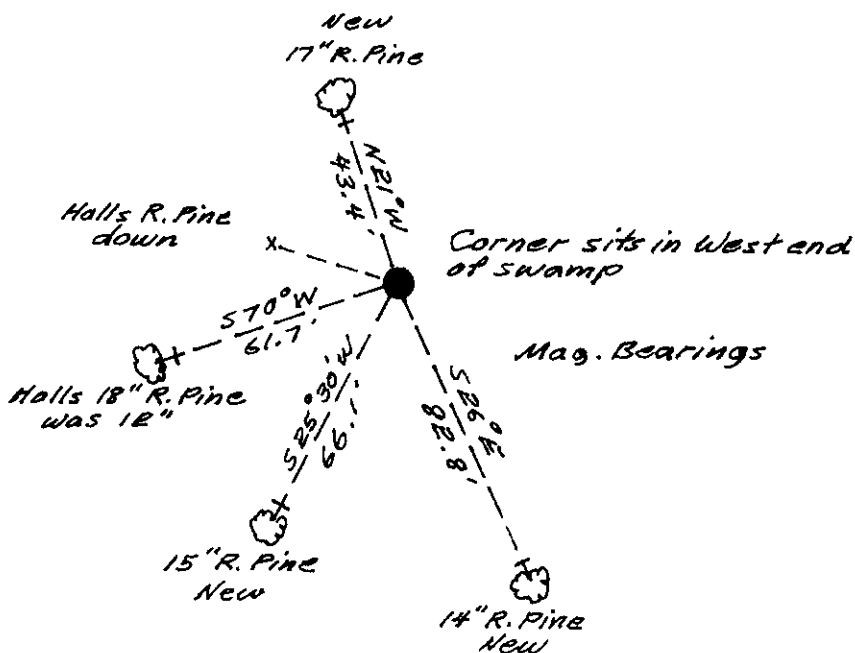 New
17" R. Pine
N21°W
43.4'
Halls R. Pine
down
Corner sits in West end
of swamp
S70°W
61.7'
Mag. Bearings
Halls 18" R. Pine
was 12"
S25°30'W
66.1'
S26°E
82.8'
15" R. Pine
New
14" R. Pine
New